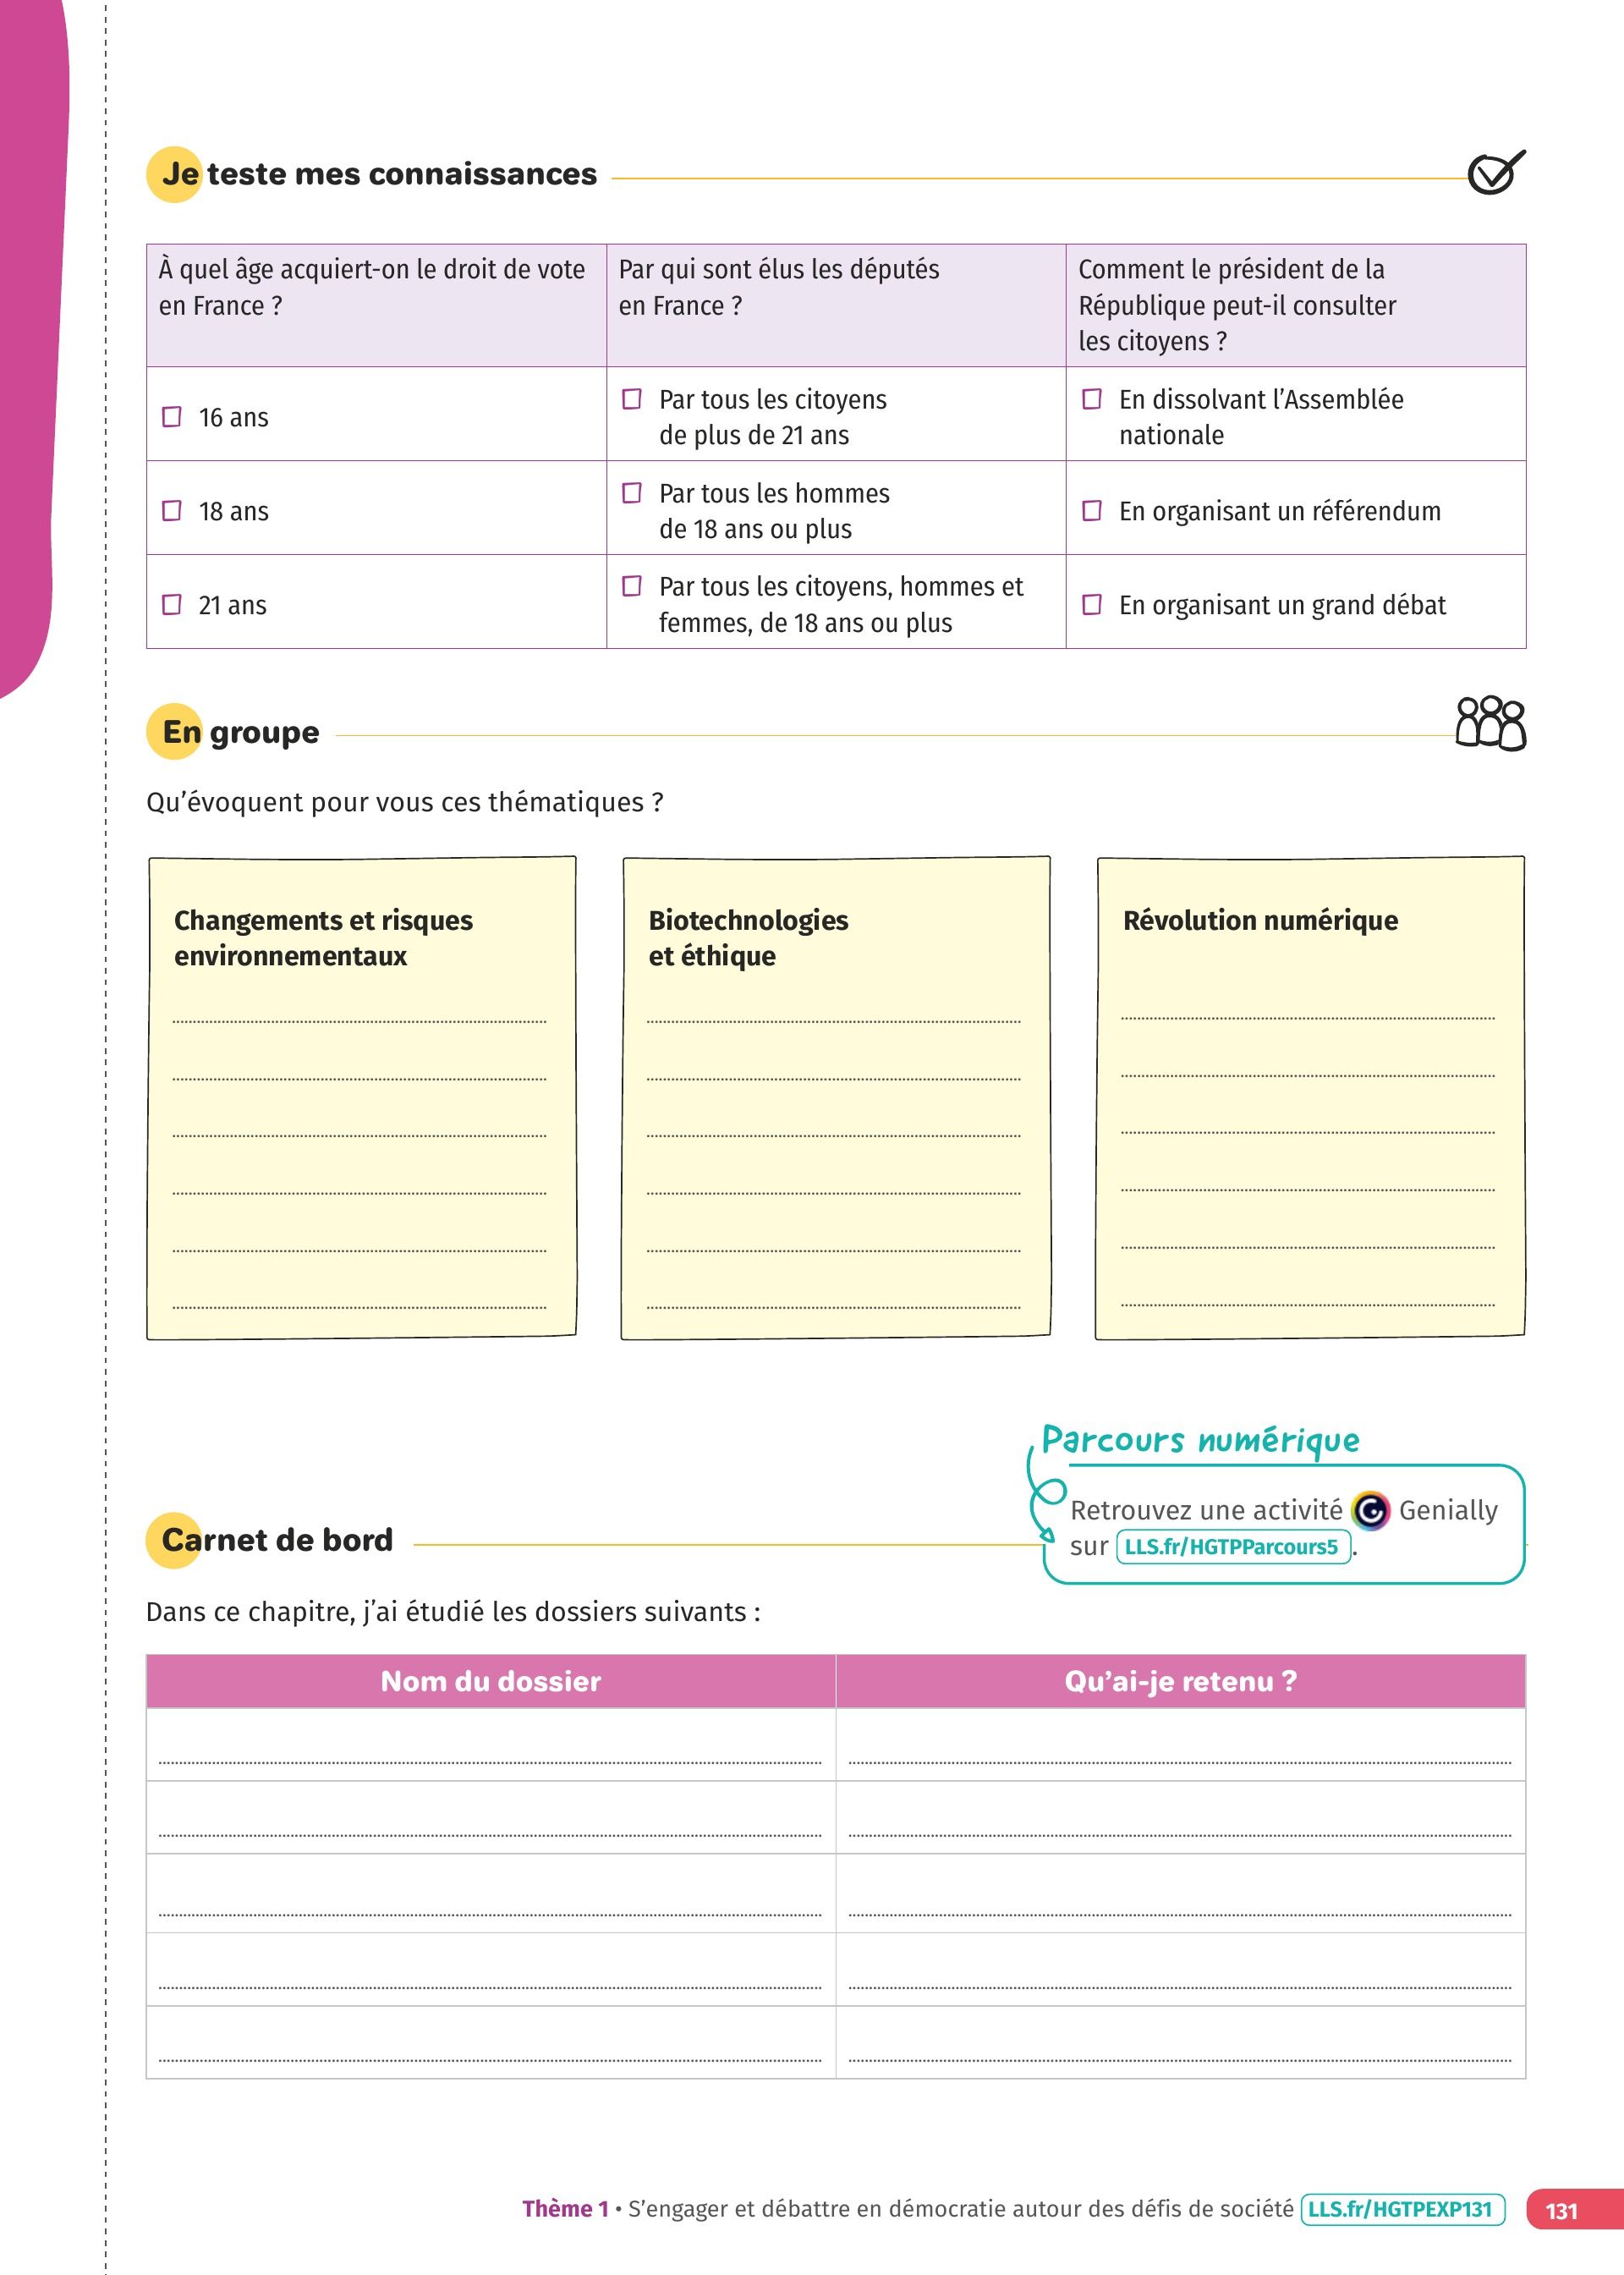 Je teste mes connaissances
À quel âge acquiert-on le droit de vote
en France ?
Par qui sont élus les députés
en France ?
Comment le président de la
République peut-il consulter
les citoyens ?
16 ans
Par tous les citoyens
de plus de 21 ans
En dissolvant l’Assemblée
nationale
18 ans
Par tous les hommes
de 18 ans ou plus
En organisant un référendum
21 ans
Par tous les citoyens, hommes et
femmes, de 18 ans ou plus
En organisant un grand débat
En groupe
Qu’évoquent pour vous ces thématiques ?
Changements et risques
environnementaux
Biotechnologies
et éthique
Révolution numérique
Parcours numérique
Retrouvez une activité Genially
sur LLS.fr/HGTPParcours5 .
Carnet de bord
Dans ce chapitre, j’ai étudié les dossiers suivants :
Nom du dossier
Qu’ai-je retenu ?
Thème 1 • S’engager et débattre en démocratie autour des défis de société LLS.fr/HGTPEXP131
131